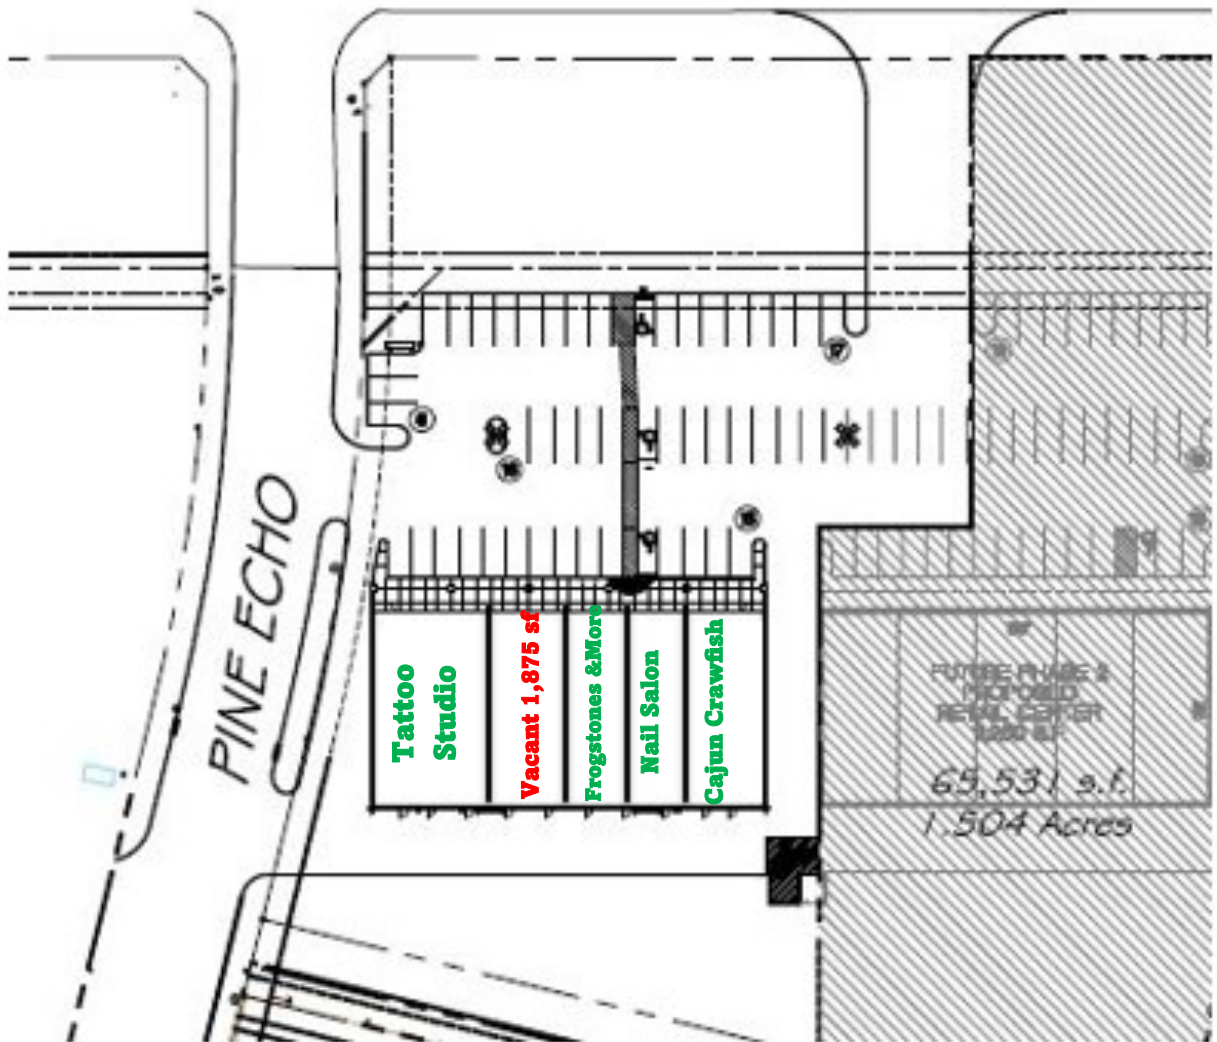 PINE ECHO
Tattoo
Studio
Vacant 1,875 sf
Frogstones &More
Nail Salon
Cajun Crawfish
17
FUTURE PHASE 2
PROPOSED
RETAIL CENTER
65,531 s.f.
1.504 Acres